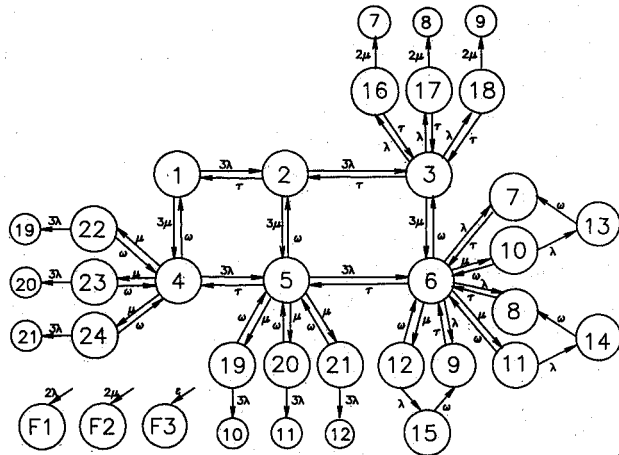 7 8 9
2μ 2μ 2μ
16 17 18
τ λ λ τ λ τ
1 3λ τ 2 3λ τ 3
3μ ω 3μ ω 3μ ω
19 3λ 22 μ ω
20 3λ 23 μ ω
21 3λ 24 μ ω
4 3λ τ 5 3λ τ 6
λ τ 7 ω 13
μ ω 10 λ
λ τ 8 ω 14
μ ω 11 λ
ω μ ω μ ω μ
ω μ τ λ
19 20 21 12 9
3λ 3λ 3λ
10 11 12
λ 15 ω
2λ 2μ ε
F1 F2 F3